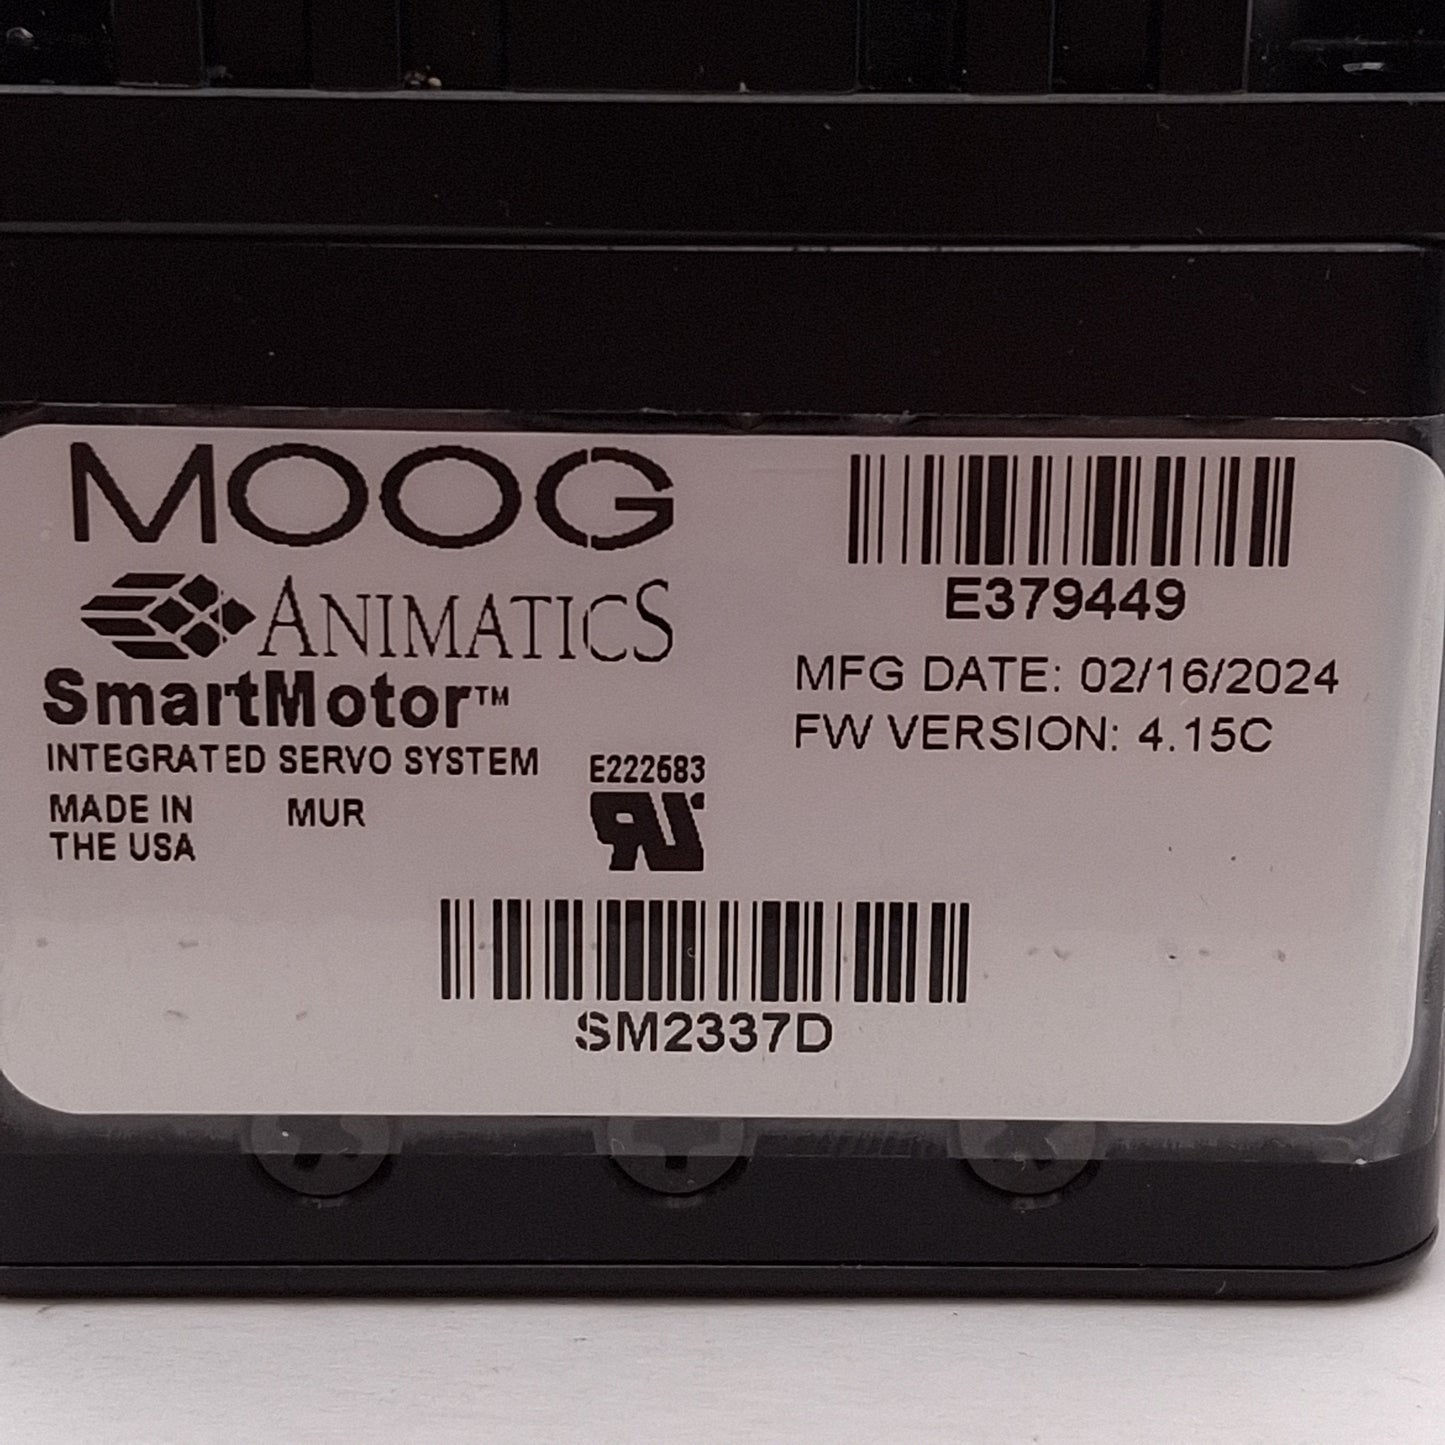 MOOG
ANIMATICS
SmartMotor™
INTEGRATED SERVO SYSTEM
MADE IN
THE USA
MUR
E222683
E379449
MFG DATE: 02/16/2024
FW VERSION: 4.15C
SM2337D